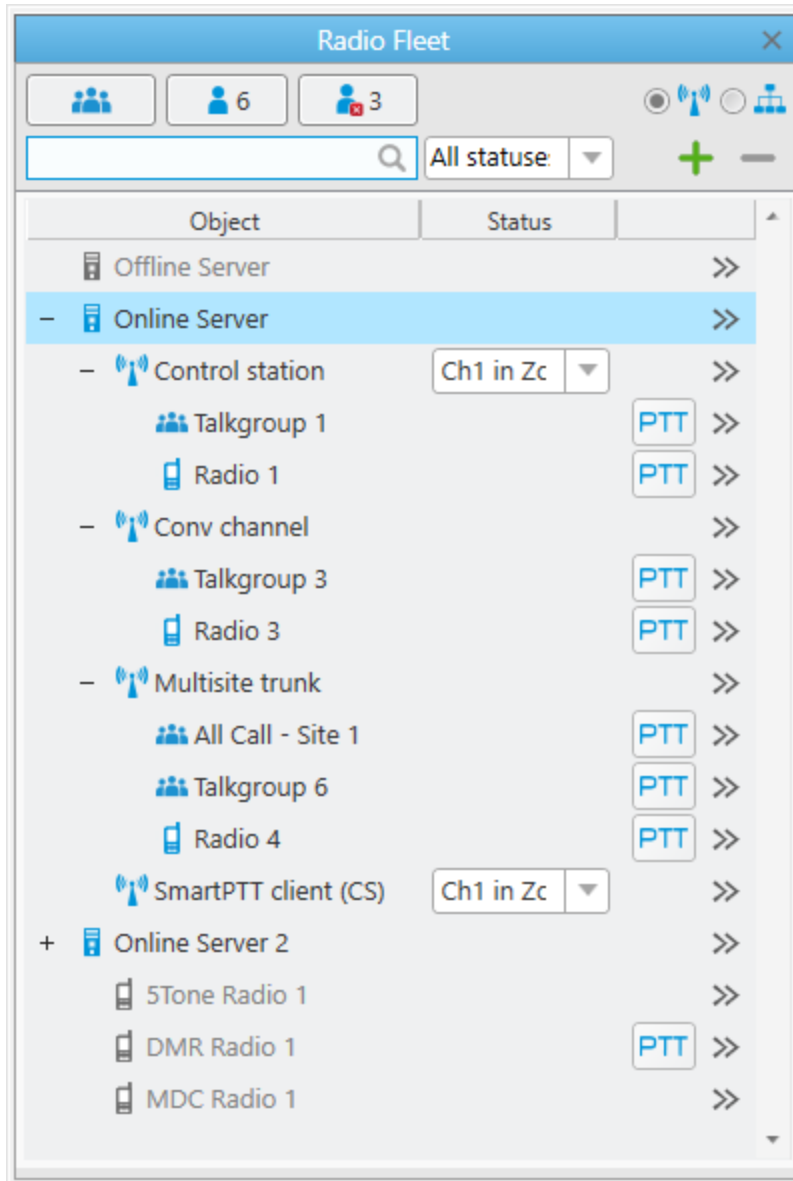 Radio Fleet
6 3
All statuse
Object Status
Offline Server
Online Server
Control station Ch1 in Zc
Talkgroup 1 PTT
Radio 1 PTT
Conv channel
Talkgroup 3 PTT
Radio 3 PTT
Multisite trunk
All Call - Site 1 PTT
Talkgroup 6 PTT
Radio 4 PTT
SmartPTT client (CS) Ch1 in Zc
Online Server 2
5Tone Radio 1
DMR Radio 1 PTT
MDC Radio 1